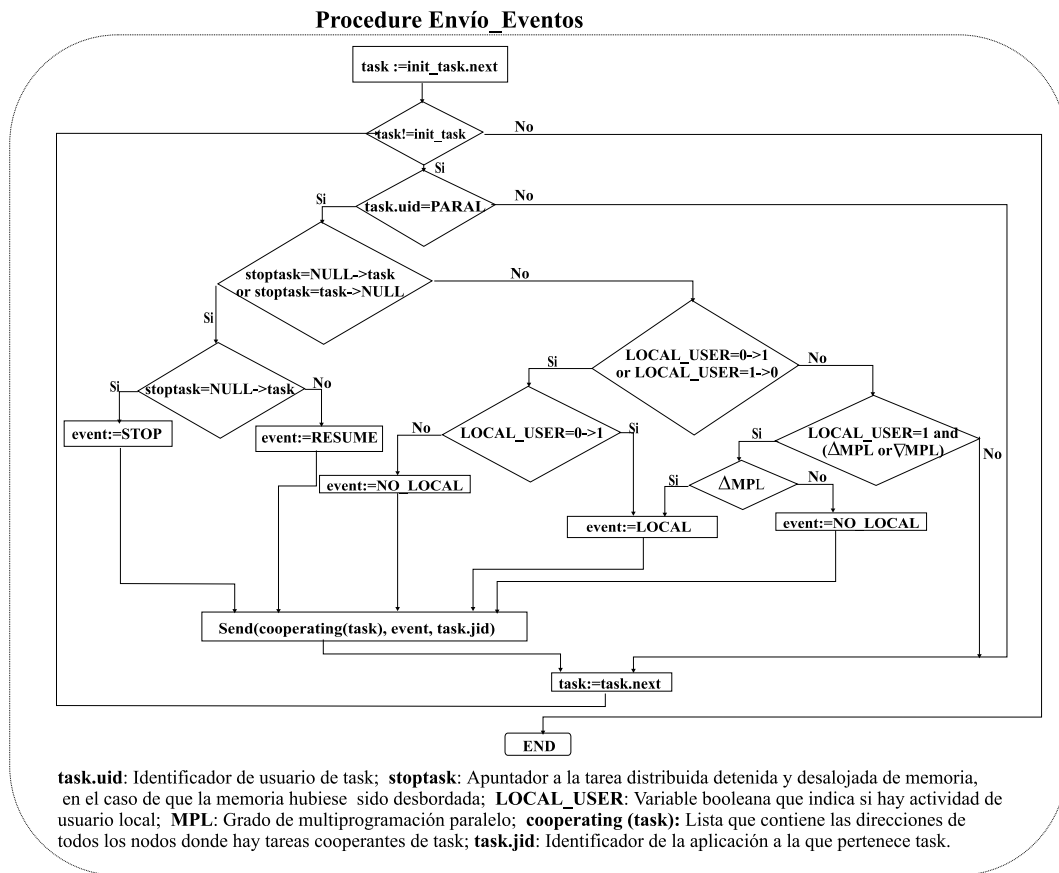 Procedure Envío_Eventos
task :=init_task.next
task!=init_task
No
Si
task.uid=PARAL
Si
No
stoptask=NULL->task
or stoptask=task->NULL
No
Si
LOCAL_USER=0->1
or LOCAL_USER=1->0
Si
No
stoptask=NULL->task
Si
No
LOCAL_USER=0->1
No
Si
LOCAL_USER=1 and
(∆MPL or ∇MPL)
Si
No
event:=STOP
event:=RESUME
event:=NO_LOCAL
∆MPL
Si
No
event:=LOCAL
event:=NO_LOCAL
Send(cooperating(task), event, task.jid)
task:=task.next
END
task.uid: Identificador de usuario de task; stoptask: Apuntador a la tarea distribuida detenida y desalojada de memoria,
en el caso de que la memoria hubiese sido desbordada; LOCAL_USER: Variable booleana que indica si hay actividad de
usuario local; MPL: Grado de multiprogramación paralelo; cooperating (task): Lista que contiene las direcciones de
todos los nodos donde hay tareas cooperantes de task; task.jid: Identificador de la aplicación a la que pertenece task.